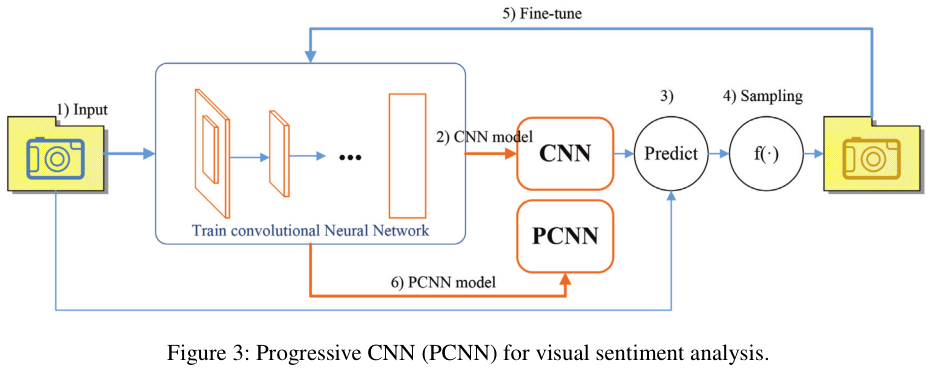 5) Fine-tune
1) Input
3)
4) Sampling
2) CNN model
CNN
Predict
f(·)
Train convolutional Neural Network
PCNN
6) PCNN model
Figure 3: Progressive CNN (PCNN) for visual sentiment analysis.